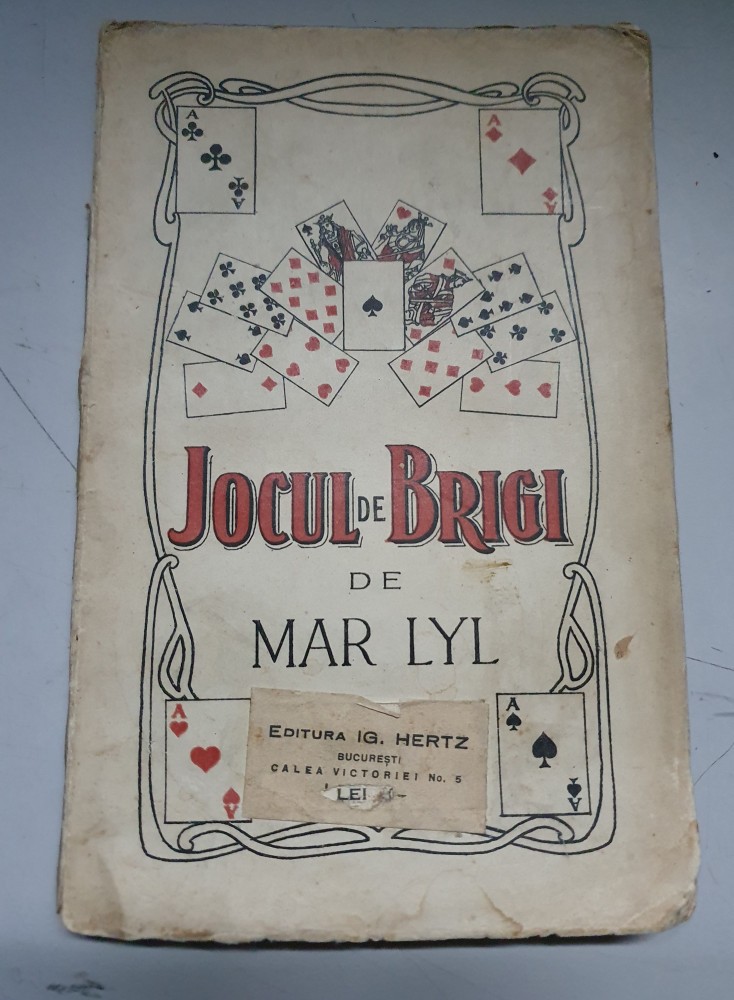 A
A
A
A
JOCUL DE BRIGI
DE
MAR LYL
A
A
EDITURA IG. HERTZ
BUCUREȘTI
CALEA VICTORIEI No. 5
LEI
A
A